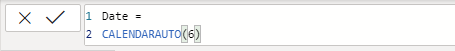 1 Date =
2 CALENDARAUTO(6)